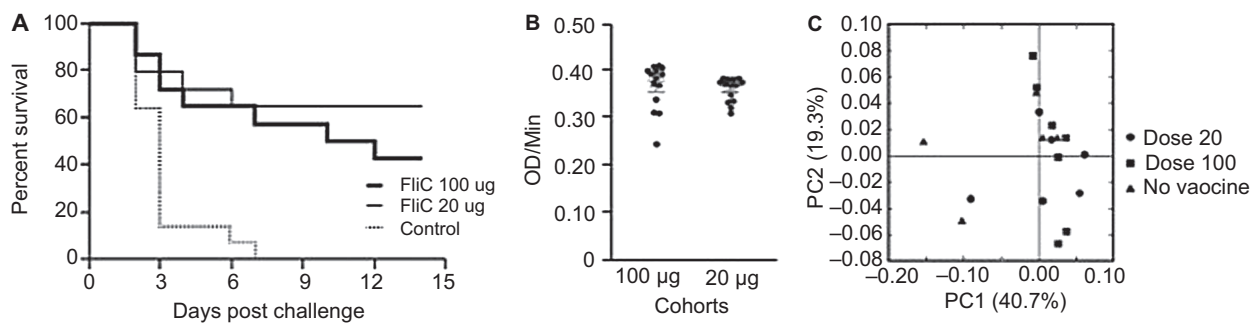 A
Percent survival
100
80
60
40
20
0
0 3 6 9 12 15
Days post challenge
FliC 100 ug
FliC 20 ug
Control
B
OD/Min
0.50
0.40
0.30
0.20
0.10
0
100 µg 20 µg
Cohorts
C
PC2 (19.3%)
0.10
0.08
0.06
0.04
0.02
0.00
–0.02
–0.04
–0.06
–0.08
–0.20 –0.10 0.00 0.10
PC1 (40.7%)
Dose 20
Dose 100
No vaocine